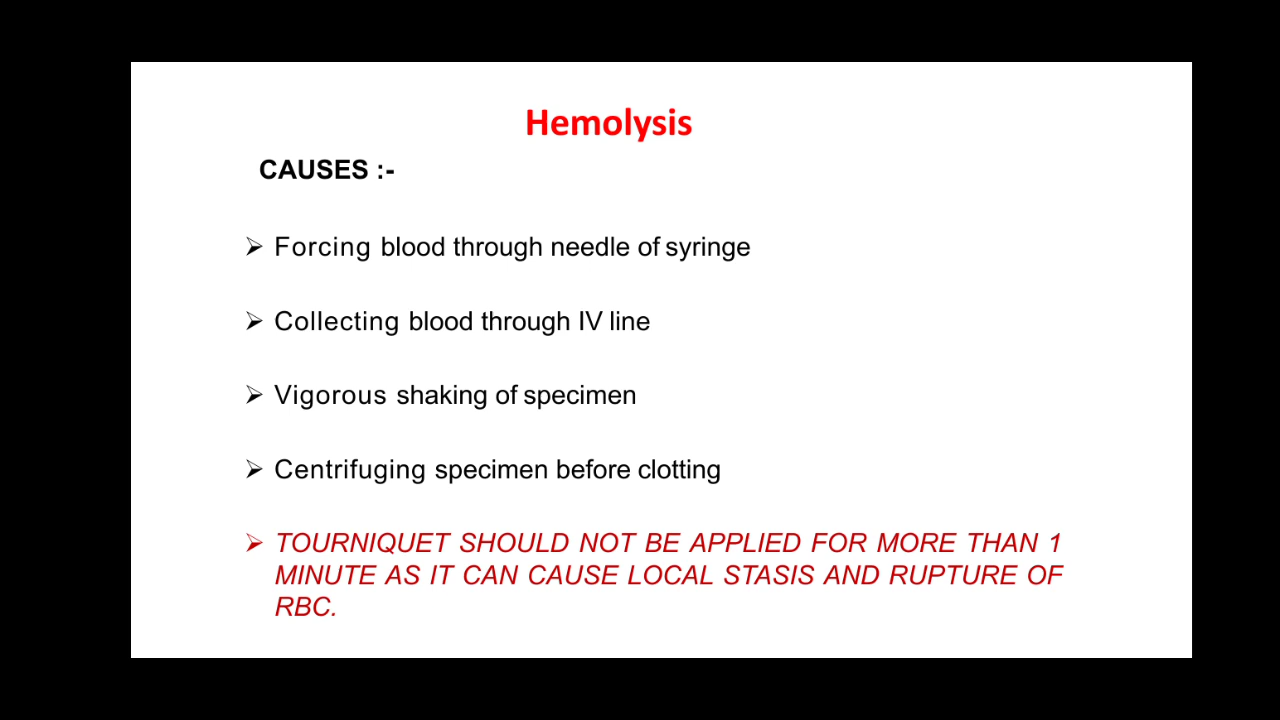 Hemolysis
CAUSES :-
➢ Forcing blood through needle of syringe
➢ Collecting blood through IV line
➢ Vigorous shaking of specimen
➢ Centrifuging specimen before clotting
➢ TOURNIQUET SHOULD NOT BE APPLIED FOR MORE THAN 1
MINUTE AS IT CAN CAUSE LOCAL STASIS AND RUPTURE OF
RBC.